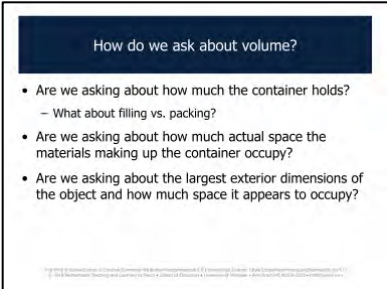 How do we ask about volume?
• Are we asking about how much the container holds?
– What about filling vs. packing?
• Are we asking about how much actual space the
materials making up the container occupy?
• Are we asking about the largest exterior dimensions of
the object and how much space it appears to occupy?